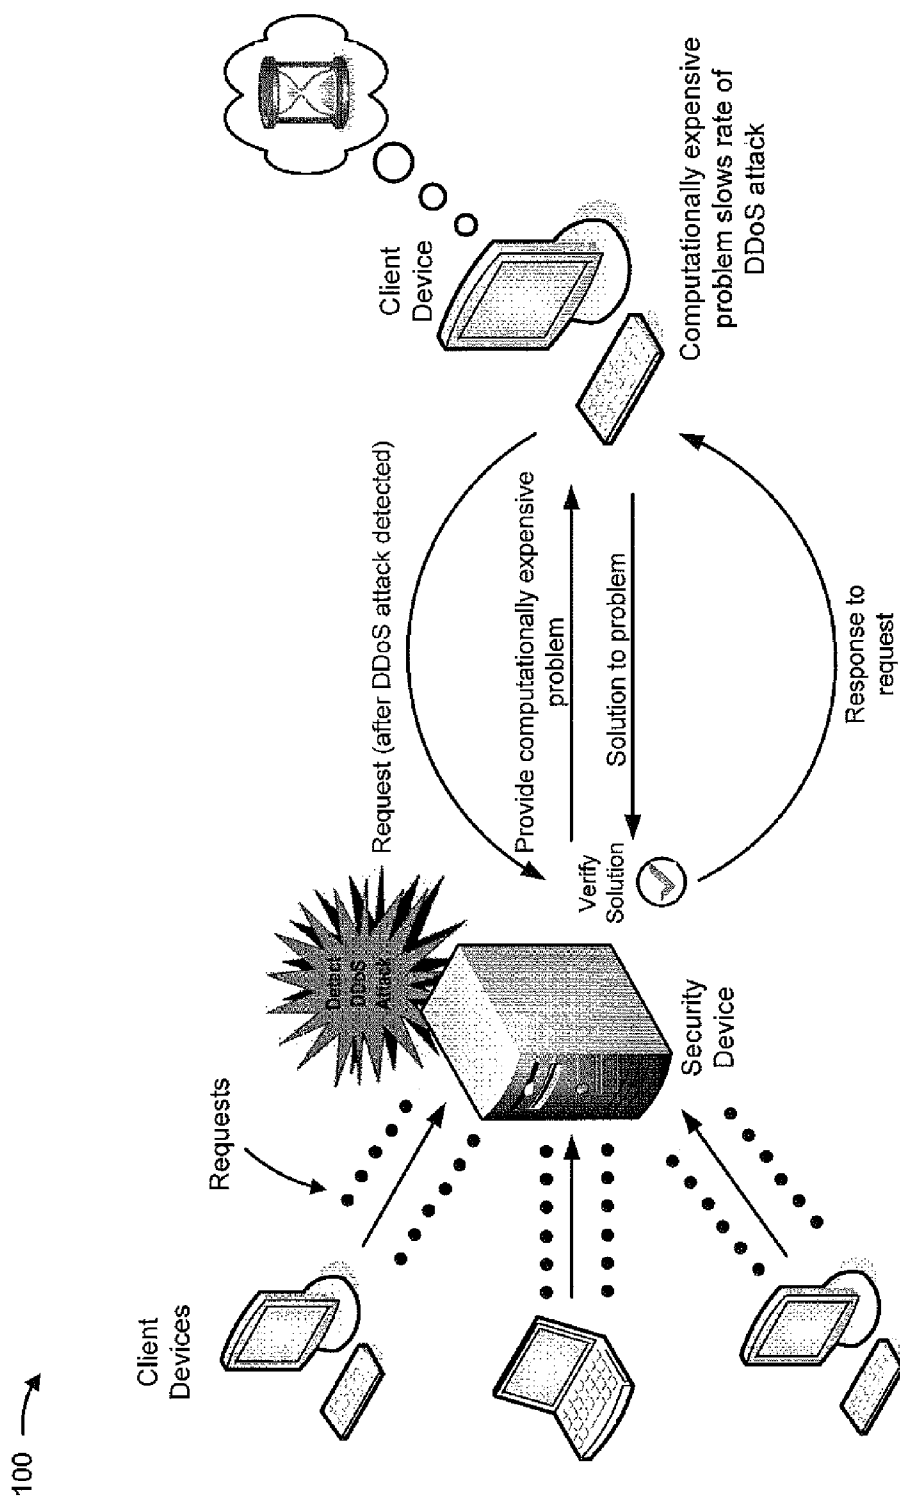 100
Client
Devices
Requests
Detect
DDoS
Attack
Security
Device
Request (after DDoS attack detected)
Provide computationally expensive
problem
Solution to problem
Verify
Solution
Response to
request
Client
Device
Computationally expensive
problem slows rate of
DDoS attack